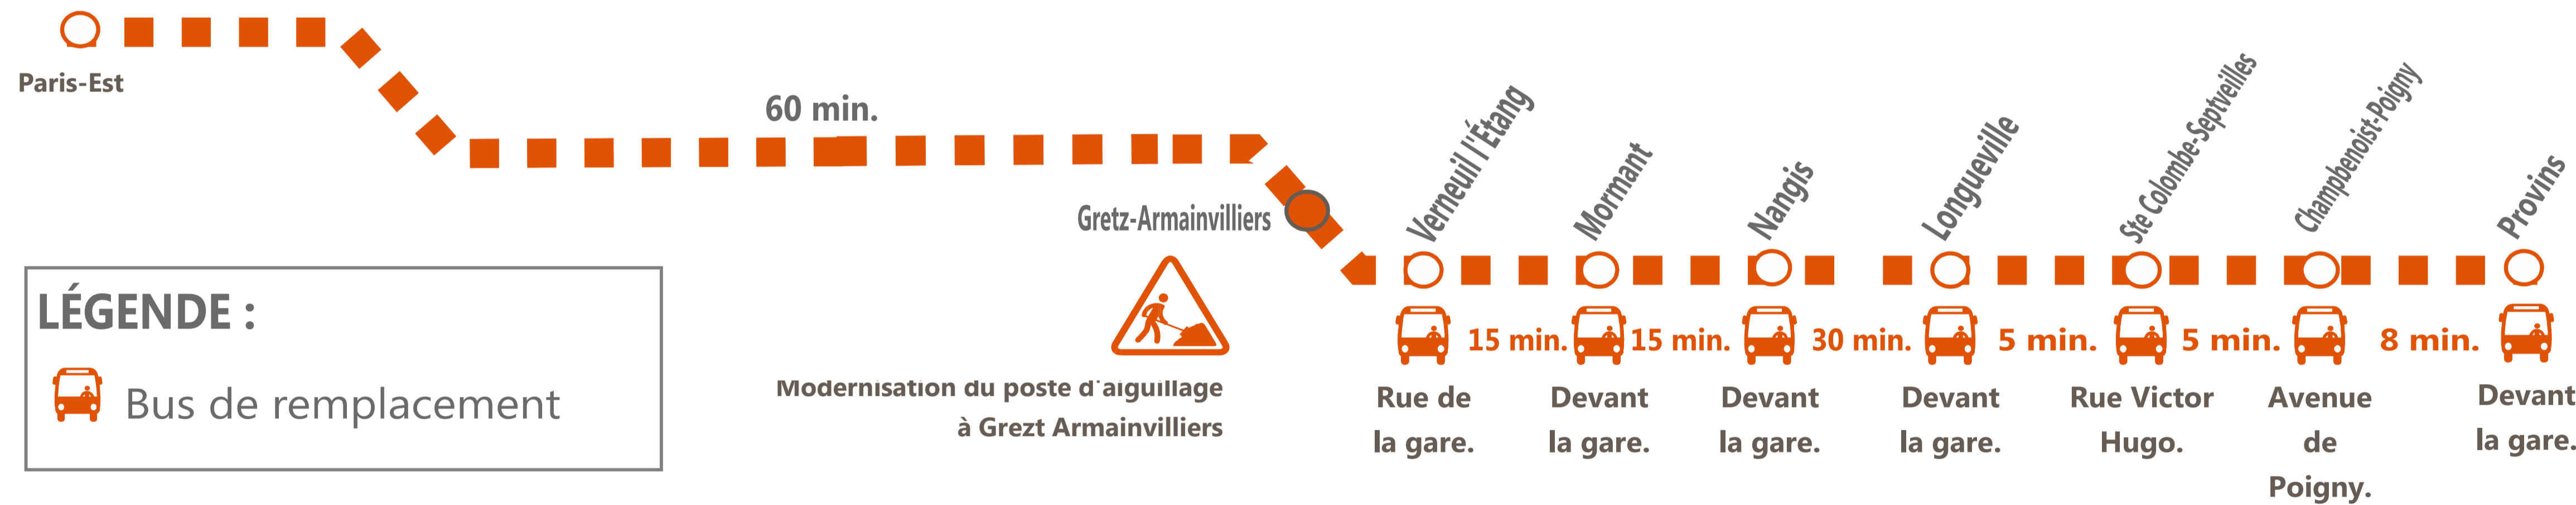 Paris-Est
60 min.
Gretz-Armainvilliers
Verneuil l'Étang
Mormant
Nangis
Longueville
Ste Colombe-Septveilles
Champbenoist-Poigny
Provins
15 min.
15 min.
30 min.
5 min.
5 min.
8 min.
Modernisation du poste d'aiguillage
à Grezt Armainvilliers
Rue de
la gare.
Devant
la gare.
Devant
la gare.
Devant
la gare.
Rue Victor
Hugo.
Avenue
de
Poigny.
Devant
la gare.
LÉGENDE :
Bus de remplacement